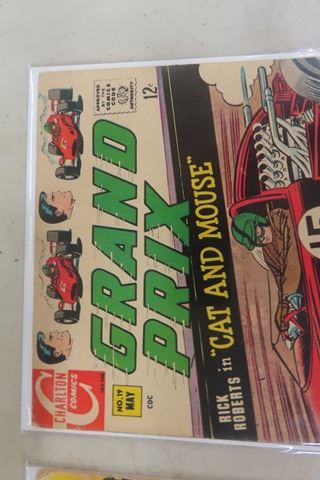 CHARLTON
COMICS
NO. 19
MAY
CDC
GRAND
PRIX
APPROVED
BY THE
COMICS
CODE
AUTHORITY
12¢
RICK
ROBERTS in "CAT AND MOUSE"
15